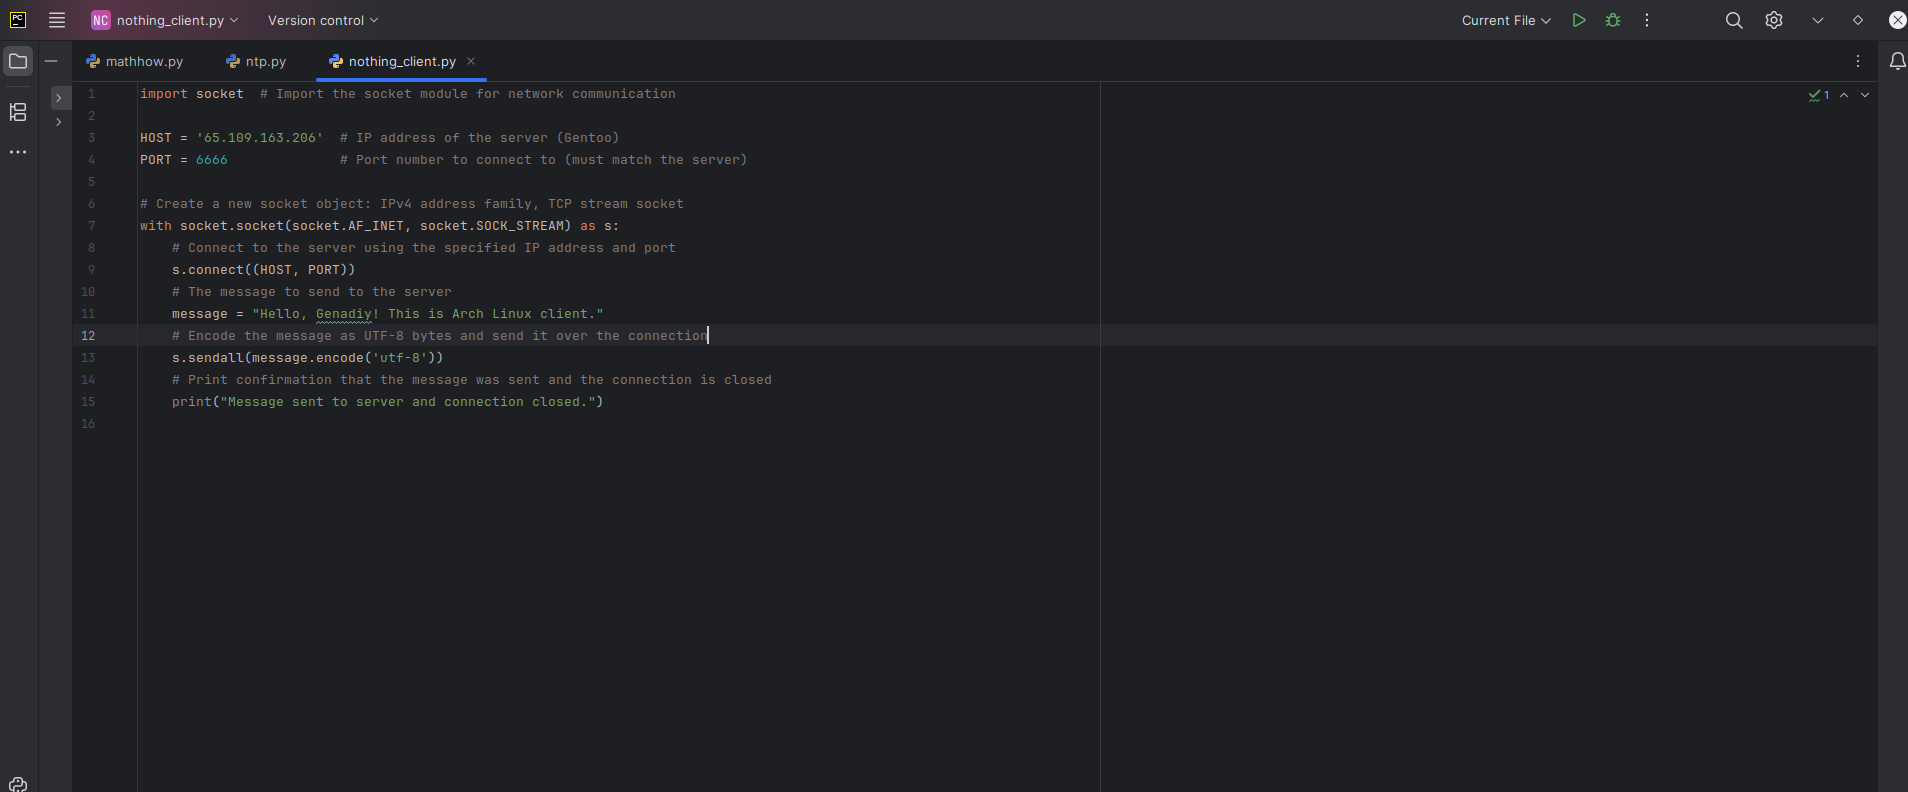 PC
NC nothing_client.py Version control Current File
mathhow.py ntp.py nothing_client.py
1 import socket  # Import the socket module for network communication
2
3 HOST = '65.109.163.206'  # IP address of the server (Gentoo)
4 PORT = 6666              # Port number to connect to (must match the server)
5
6 # Create a new socket object: IPv4 address family, TCP stream socket
7 with socket.socket(socket.AF_INET, socket.SOCK_STREAM) as s:
8     # Connect to the server using the specified IP address and port
9     s.connect((HOST, PORT))
10     # The message to send to the server
11     message = "Hello, Genadiy! This is Arch Linux client."
12     # Encode the message as UTF-8 bytes and send it over the connection
13     s.sendall(message.encode('utf-8'))
14     # Print confirmation that the message was sent and the connection is closed
15     print("Message sent to server and connection closed.")
16
1